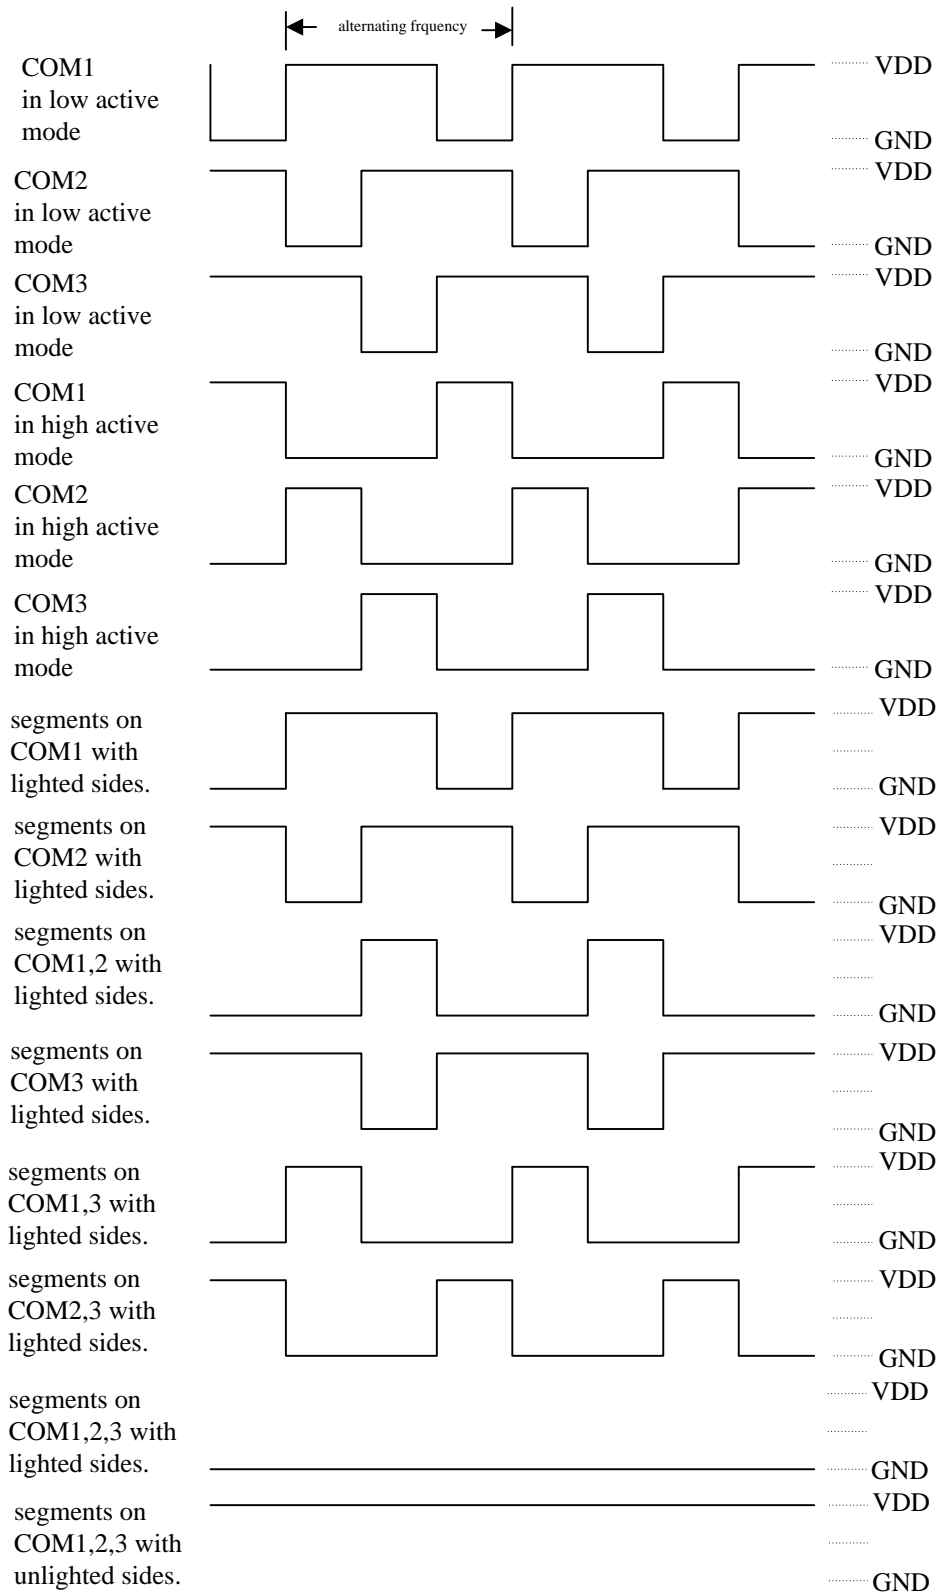 alternating frquency
COM1
in low active
mode
VDD
GND
COM2
in low active
mode
VDD
GND
COM3
in low active
mode
VDD
GND
COM1
in high active
mode
VDD
GND
COM2
in high active
mode
VDD
GND
COM3
in high active
mode
VDD
GND
segments on
COM1 with
lighted sides.
VDD
GND
segments on
COM2 with
lighted sides.
VDD
GND
segments on
COM1,2 with
lighted sides.
VDD
GND
segments on
COM3 with
lighted sides.
VDD
GND
segments on
COM1,3 with
lighted sides.
VDD
GND
segments on
COM2,3 with
lighted sides.
VDD
GND
segments on
COM1,2,3 with
lighted sides.
VDD
GND
segments on
COM1,2,3 with
unlighted sides.
VDD
GND